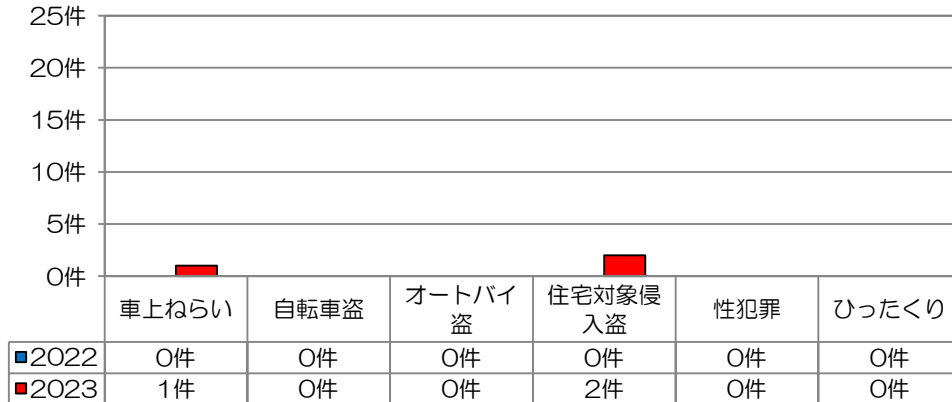 25件
20件
15件
10件
5件
0件
車上ねらい 自転車盗 オートバイ盗 住宅対象侵入盗 性犯罪 ひったくり
2022 0件 0件 0件 0件 0件 0件
2023 1件 0件 0件 2件 0件 0件